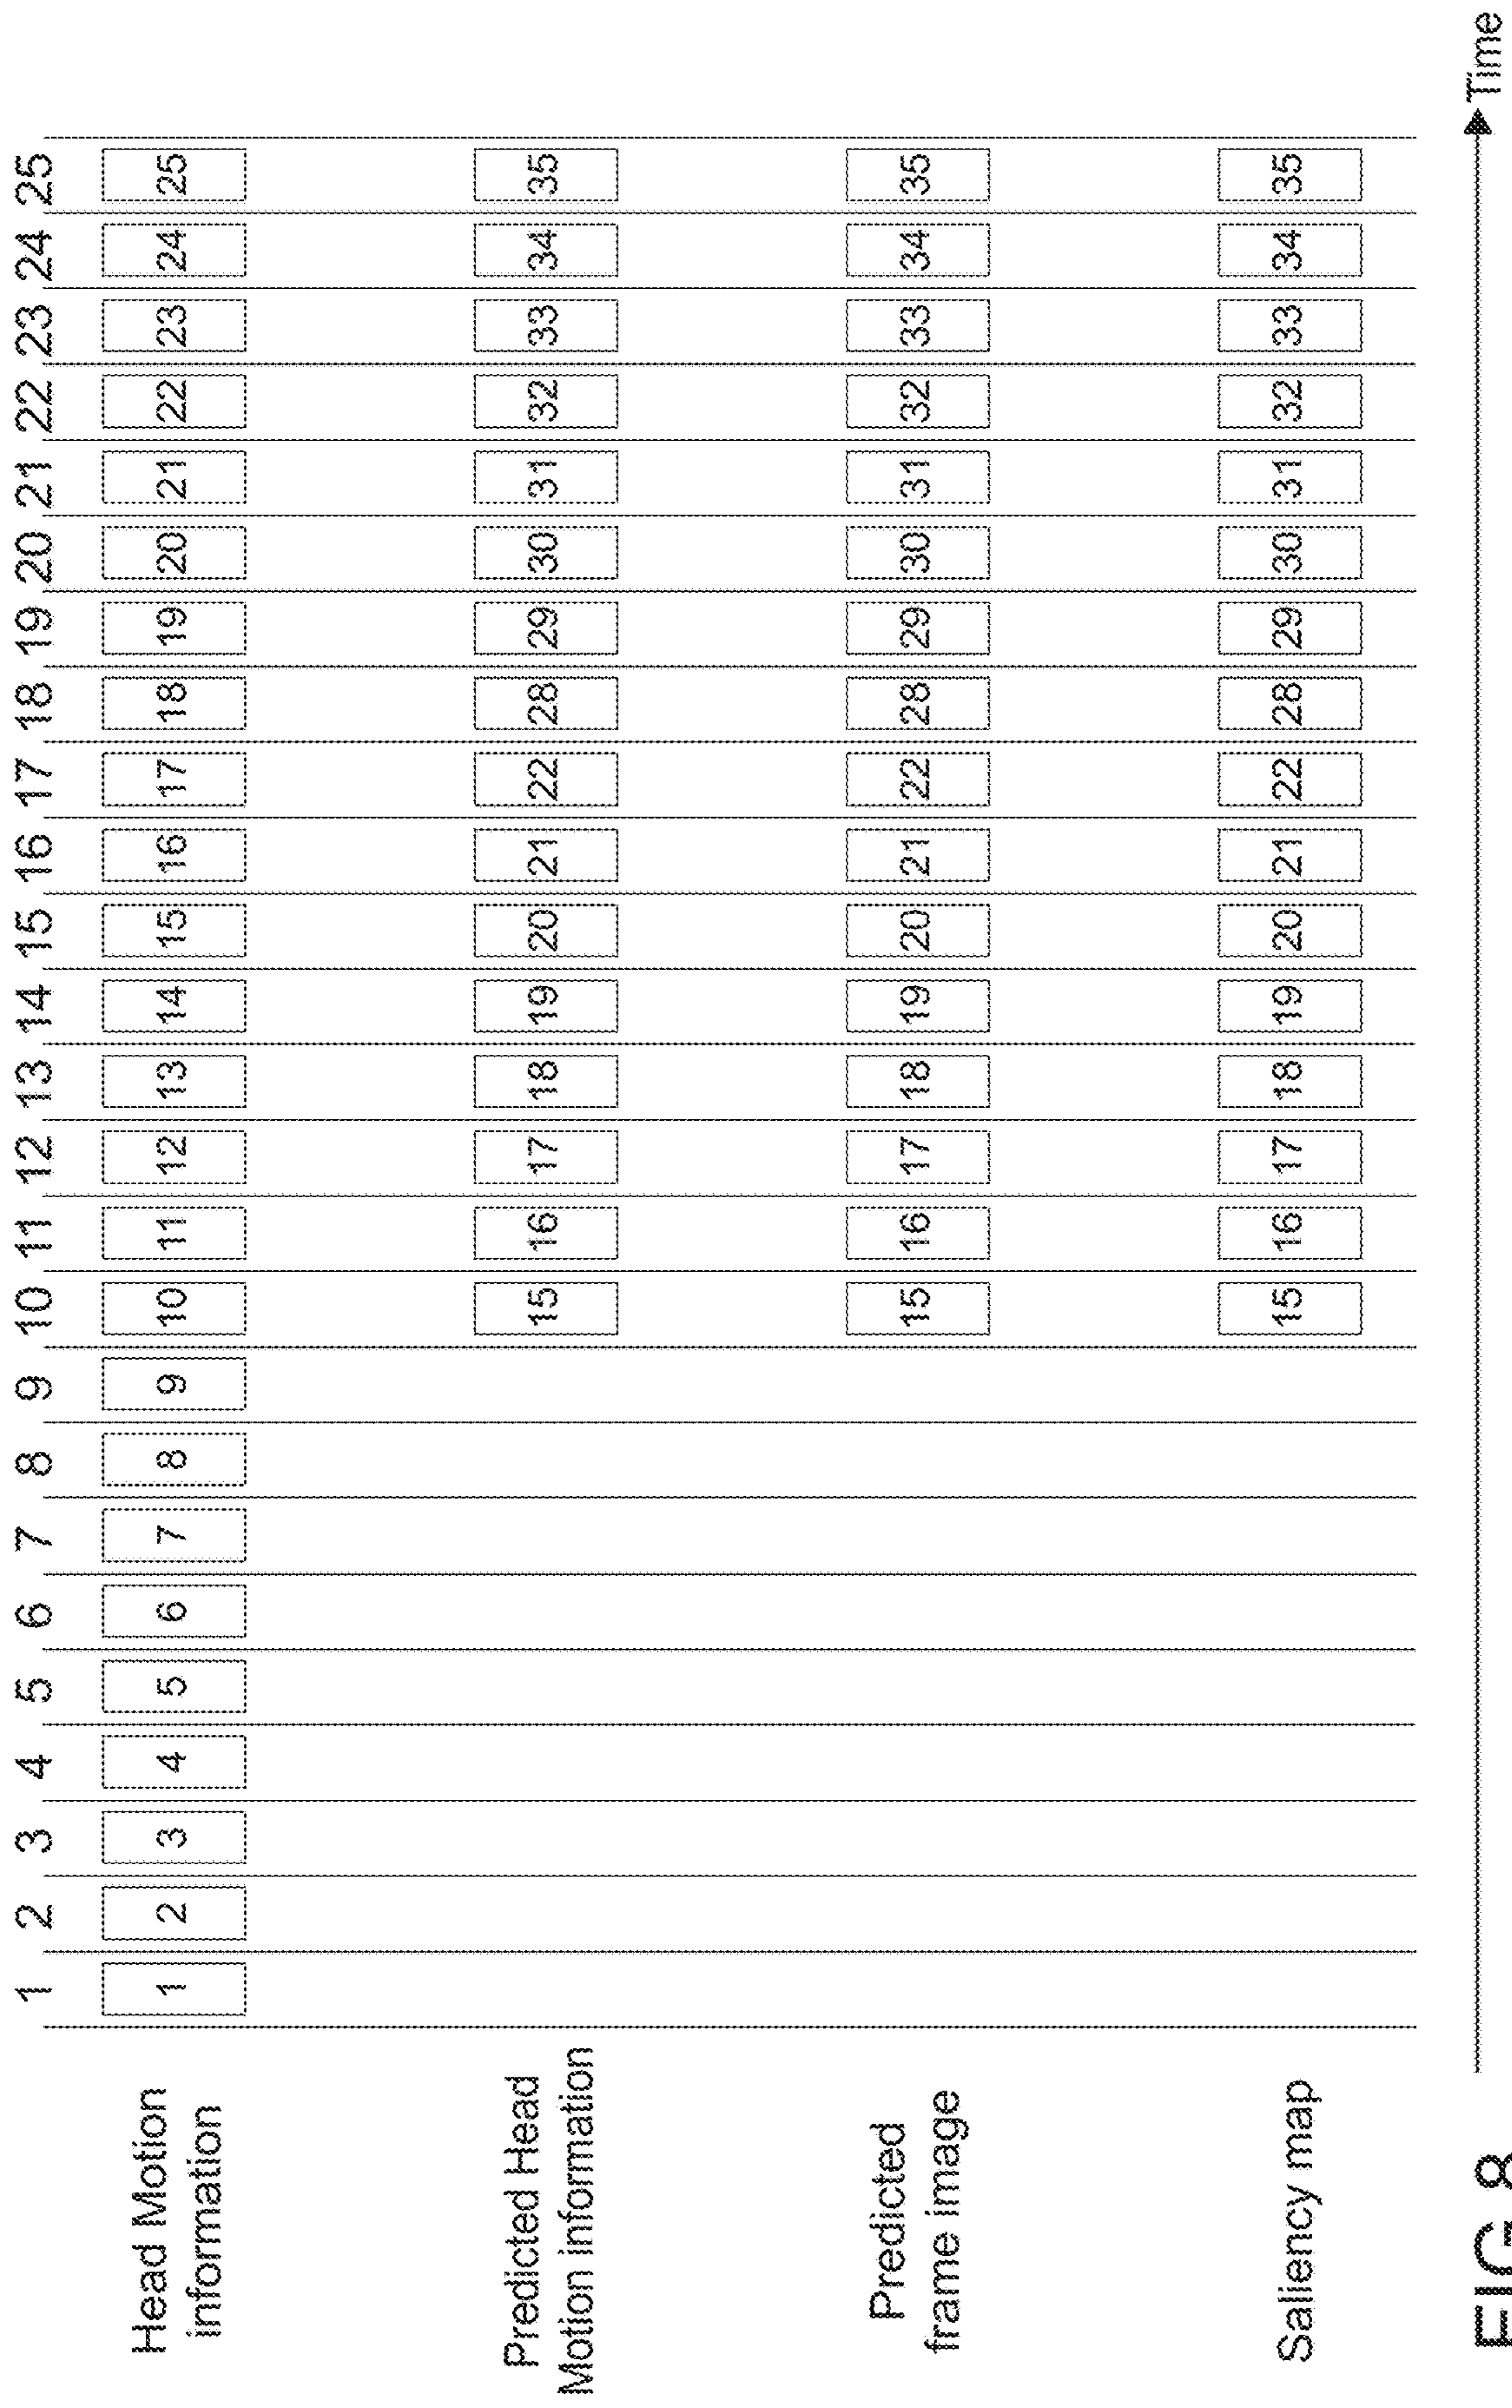 1 2 3 4 5 6 7 8 9 10 11 12 13 14 15 16 17 18 19 20 21 22 23 24 25
Head Motion
information
1 2 3 4 5 6 7 8 9 10 11 12 13 14 15 16 17 18 19 20 21 22 23 24 25
Predicted Head
Motion information
15 16 17 18 19 20 21 22 28 29 30 31 32 33 34 35
Predicted
frame image
15 16 17 18 19 20 21 22 28 29 30 31 32 33 34 35
Saliency map
15 16 17 18 19 20 21 22 28 29 30 31 32 33 34 35
Time
FIG 8